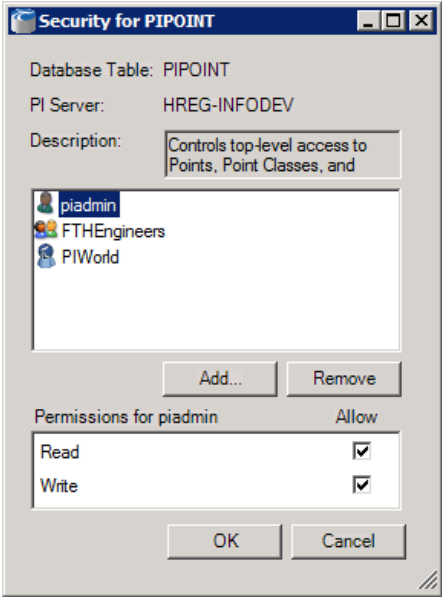 Security for PIPOINT
Database Table: PIPOINT
PI Server: HREG-INFODEV
Description: Controls top-level access to
Points, Point Classes, and
piadmin
FTHEngineers
PIWorld
Add... Remove
Permissions for piadmin Allow
Read
Write
OK Cancel